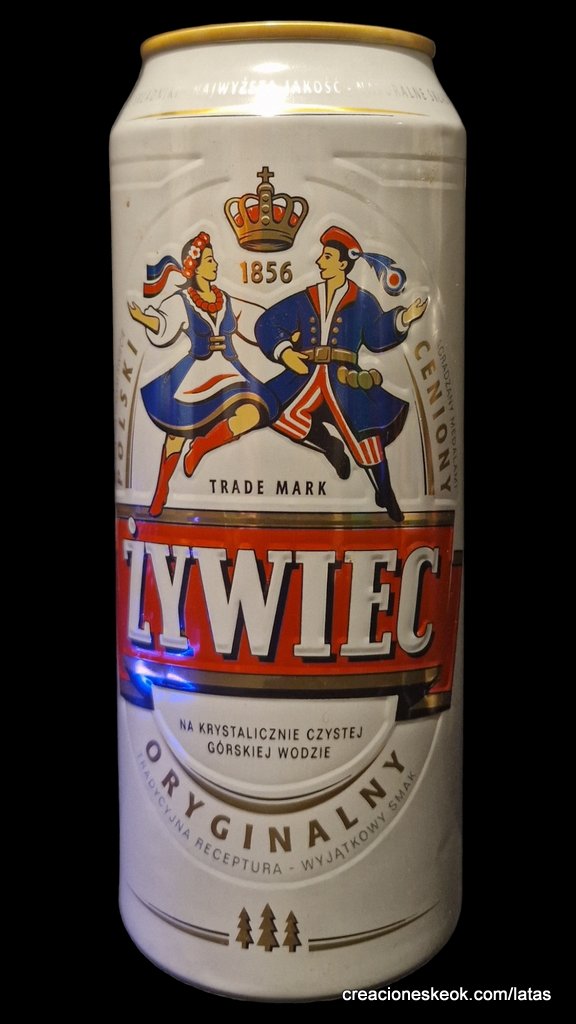 NAJWYŻSZA JAKOŚĆ
1856
POLSKI
CENIONY
TRADE MARK
ŻYWIEC
NA KRYSTALICZNIE CZYSTEJ
GÓRSKIEJ WODZIE
ORYGINALNY
TRADYCYJNA RECEPTURA - WYJĄTKOWY SMAK
creacioneskeok.com/latas